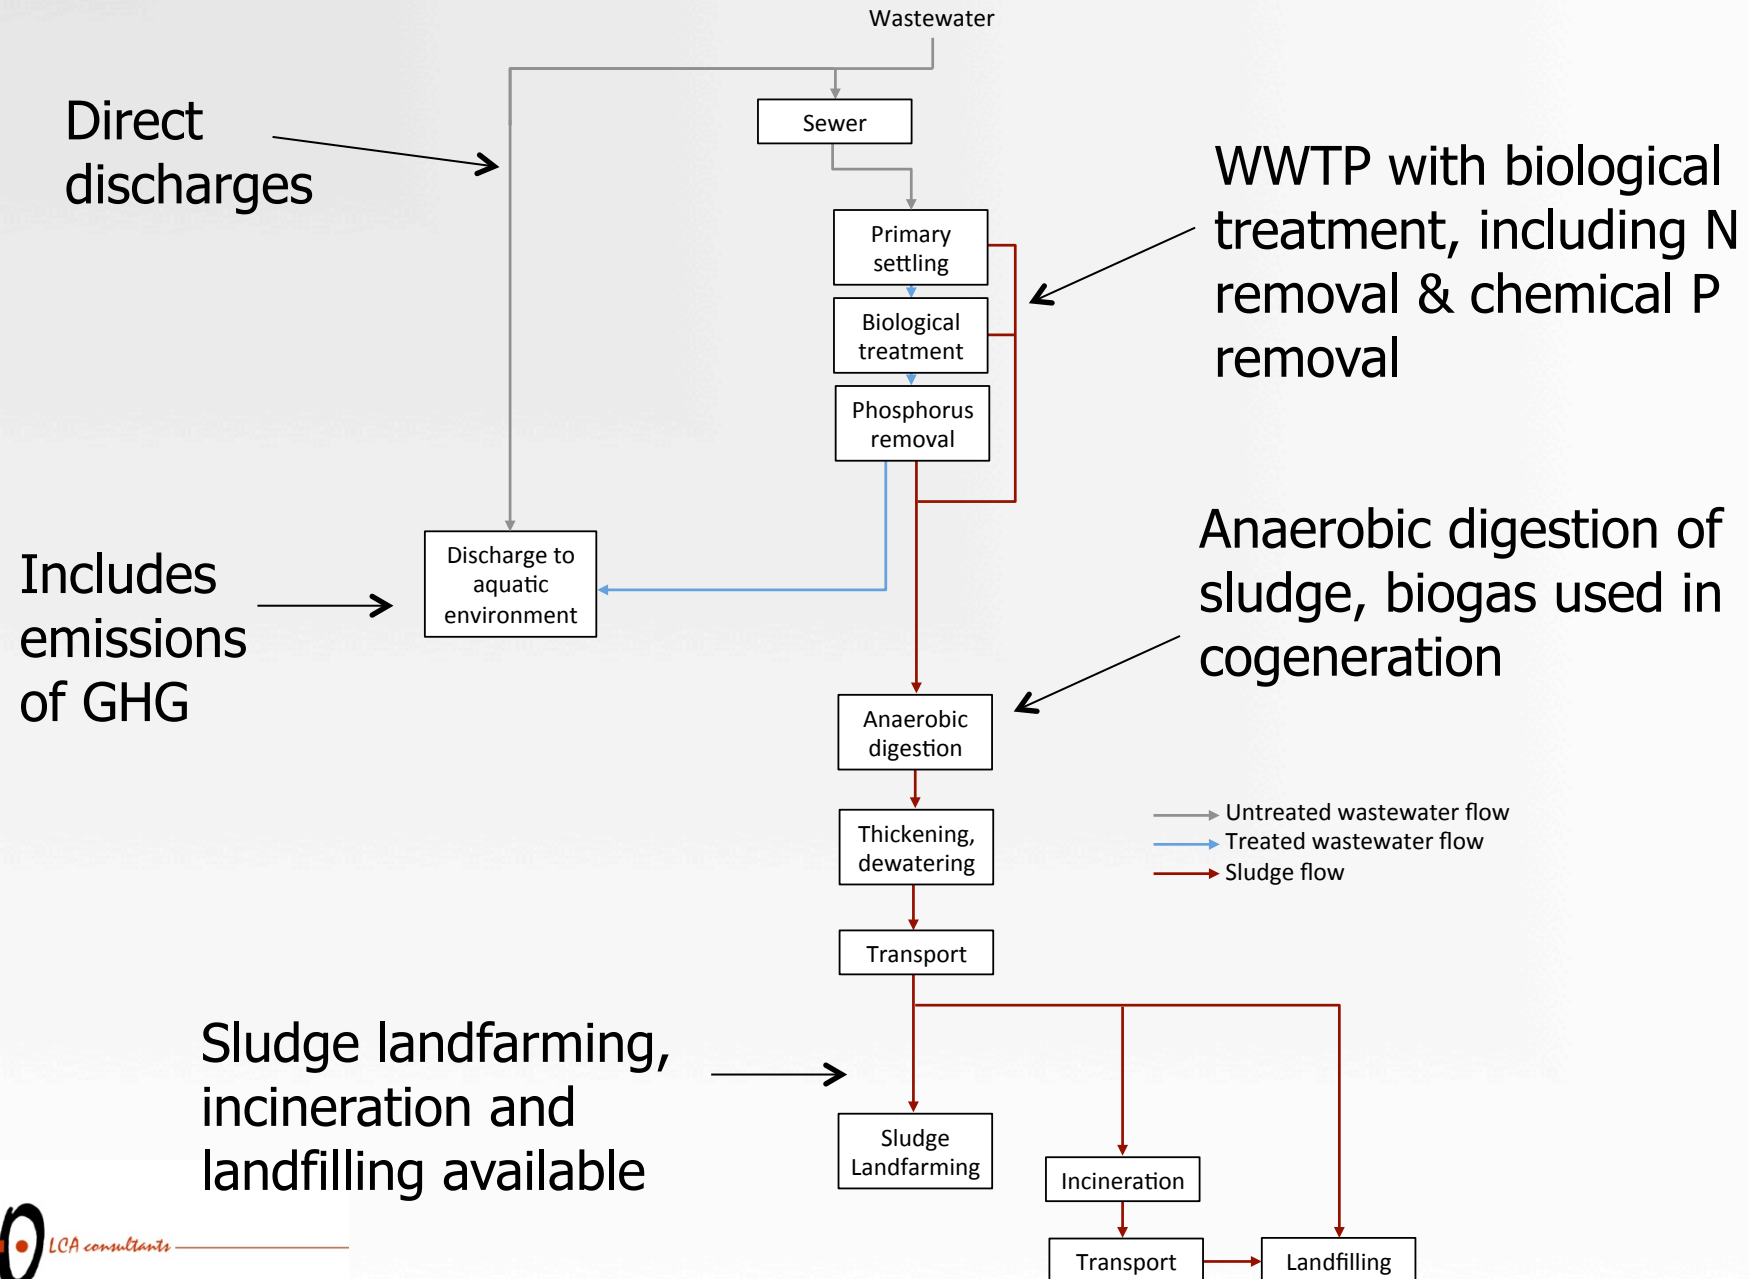 Wastewater
Direct
discharges
Sewer
WWTP with biological
treatment, including N
removal & chemical P
removal
Primary
settling
Biological
treatment
Phosphorus
removal
Includes
emissions
of GHG
Discharge to
aquatic
environment
Anaerobic digestion of
sludge, biogas used in
cogeneration
Anaerobic
digestion
Thickening,
dewatering
Untreated wastewater flow
Treated wastewater flow
Sludge flow
Transport
Sludge landfarming,
incineration and
landfilling available
Sludge
Landfarming
Incineration
Transport
Landfilling
LCA consultants